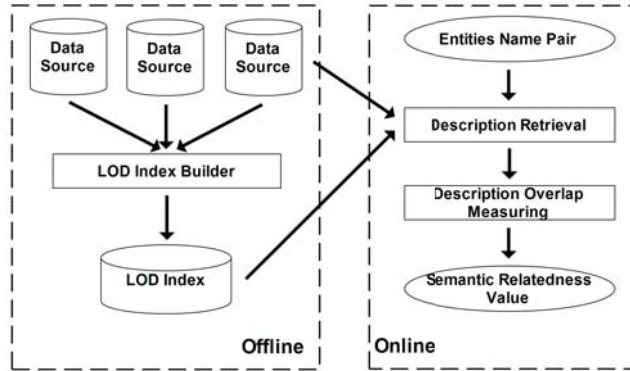 Data
Source
Data
Source
Data
Source
LOD Index Builder
LOD Index
Offline
Entities Name Pair
Description Retrieval
Description Overlap
Measuring
Semantic Relatedness
Value
Online